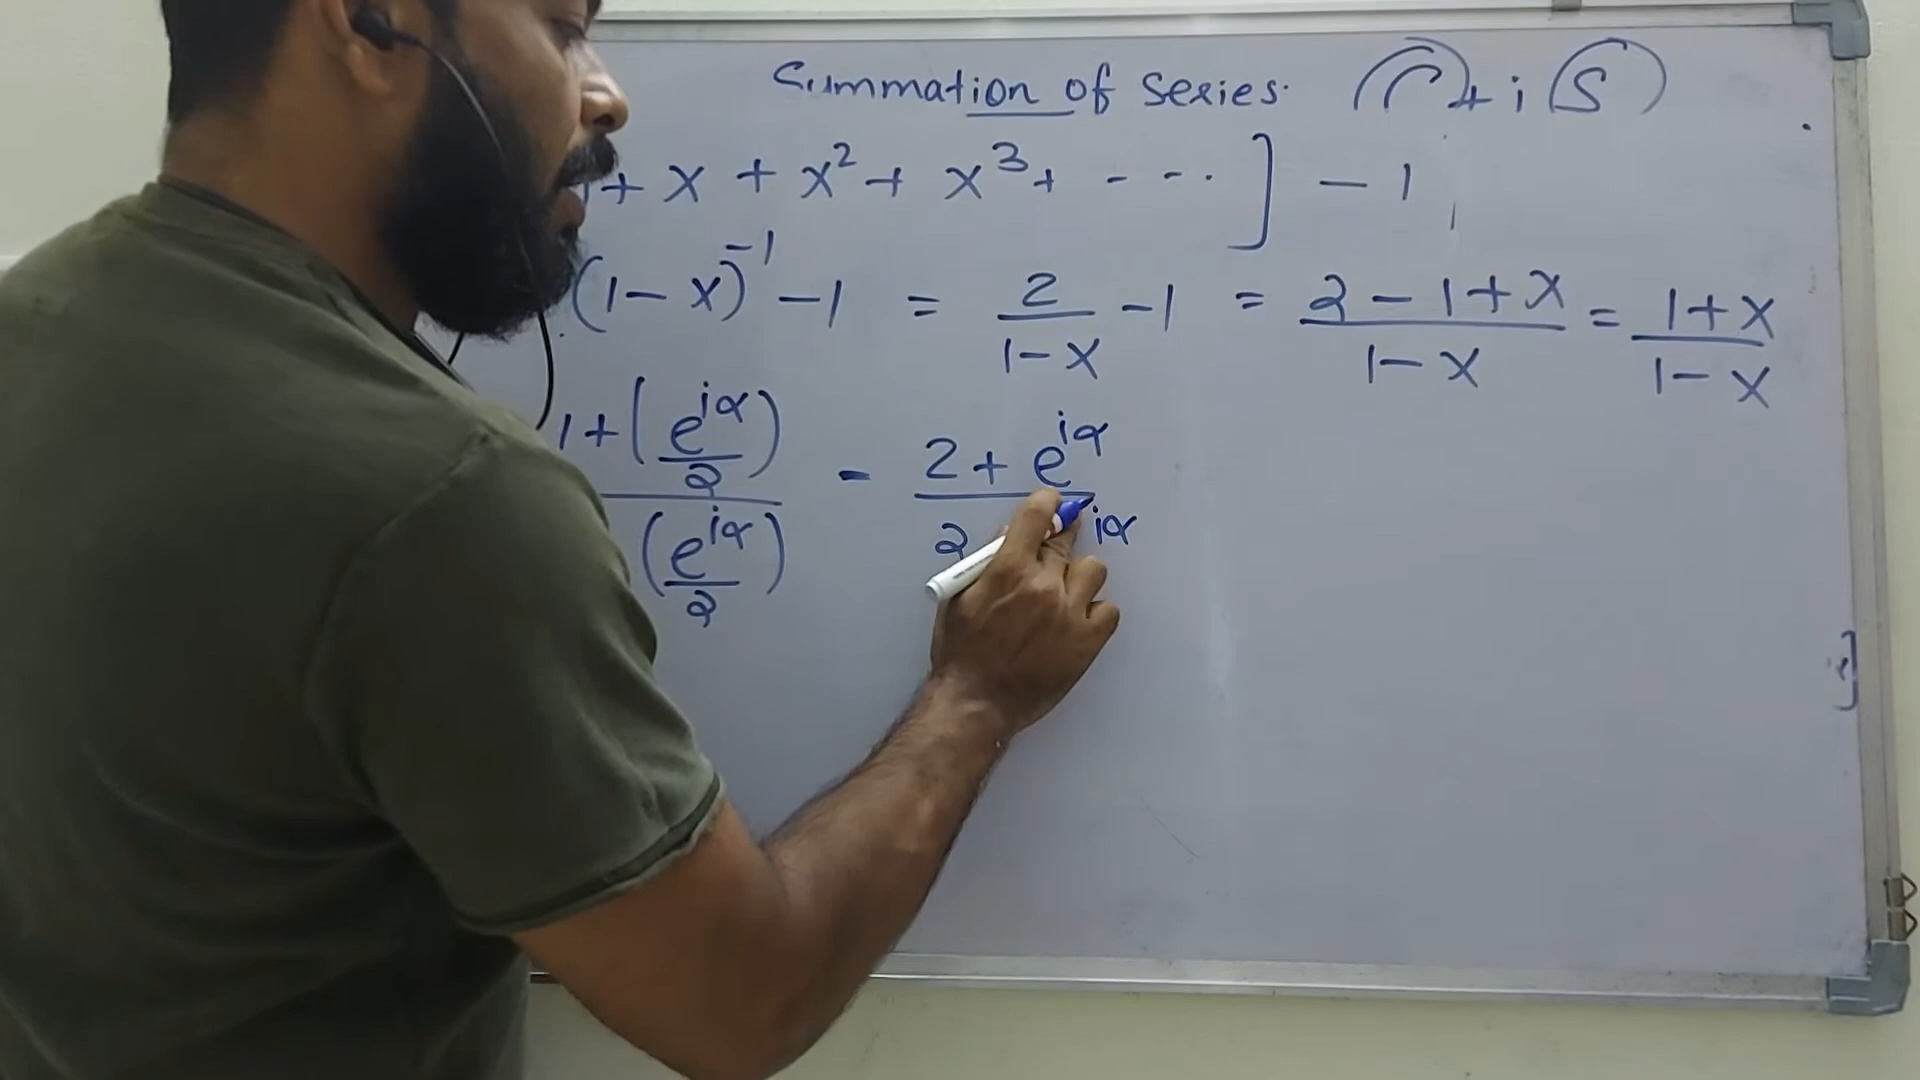 Summation of Series. (C) + i (S)
1 + x + x² + x³ + - - - · ] - 1
(1 - x)⁻¹ - 1 = 2/(1 - x) - 1 = (2 - 1 + x)/(1 - x) = (1 + x)/(1 - x)
1 + (e^{iα}/2) / (e^{iα}/2) = (2 + e^{iα}) / 2 iα